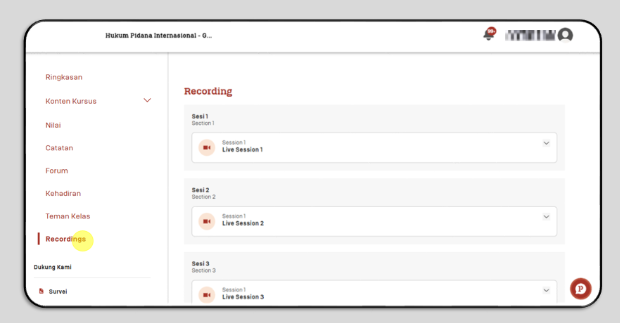 Hukum Pidana Internasional - G...
99+
Ringkasan
Konten Kursus
Nilai
Catatan
Forum
Kehadiran
Teman Kelas
Recordings
Dukung Kami
Survei
Recording
Sesi 1
Section 1
Session 1
Live Session 1
Sesi 2
Section 2
Session 1
Live Session 2
Sesi 3
Section 3
Session 1
Live Session 3